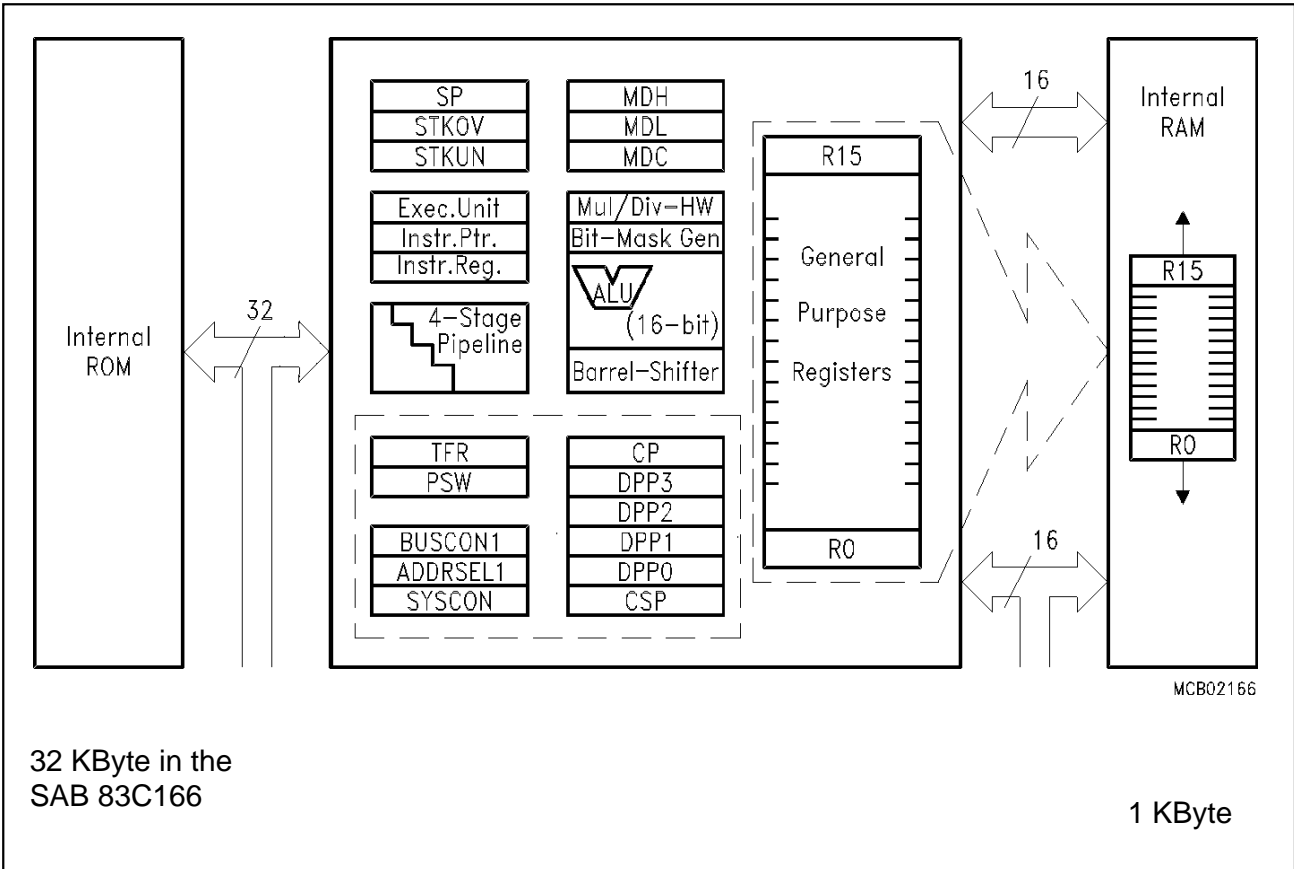 Internal
ROM
32
SP
STKOV
STKUN
Exec.Unit
Instr.Ptr.
Instr.Reg.
4-Stage
Pipeline
TFR
PSW
BUSCON1
ADDRSEL1
SYSCON
MDH
MDL
MDC
Mul/Div-HW
Bit-Mask Gen
ALU
(16-bit)
Barrel-Shifter
CP
DPP3
DPP2
DPP1
DPP0
CSP
R15
General
Purpose
Registers
R0
16
16
Internal
RAM
R15
R0
MCB02166
32 KByte in the
SAB 83C166
1 KByte